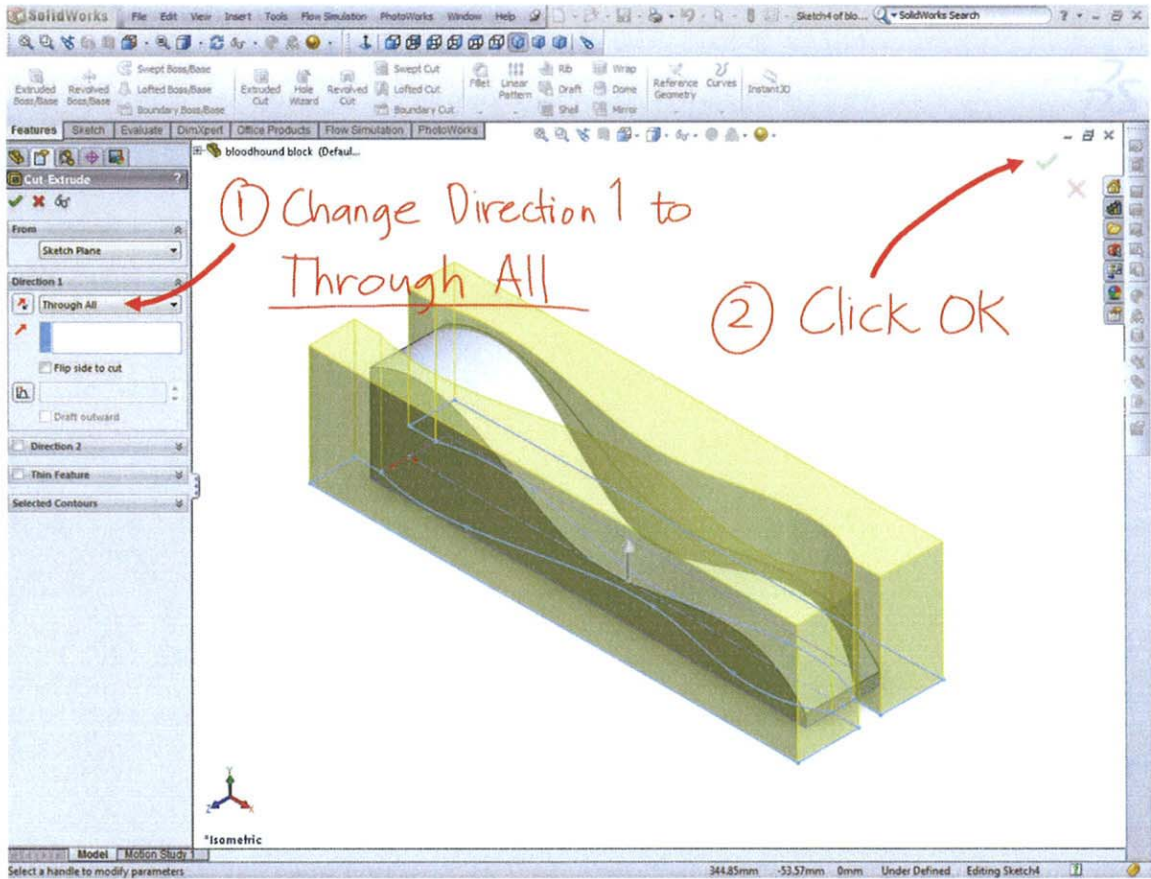 SolidWorks File Edit View Insert Tools Flow Simulation PhotoWorks Window Help Sketch4 of blo... SolidWorks Search
Extruded Boss/Base Revolved Boss/Base Swept Boss/Base Lofted Boss/Base Boundary Boss/Base Extruded Cut Hole Wizard Revolved Cut Swept Cut Lofted Cut Boundary Cut Fillet Linear Pattern Rib Draft Shell Wrap Dome Mirror Reference Geometry Curves Instant3D
Features Sketch Evaluate DimXpert Office Products Flow Simulation PhotoWorks
bloodhound block (Defaul...
Cut-Extrude ?
From
Sketch Plane
Direction 1
Through All
Flip side to cut
Draft outward
Direction 2
Thin Feature
Selected Contours
① Change Direction 1 to
Through All
② Click OK
Y
Z X
*Isometric
Model Motion Study 1
Select a handle to modify parameters 344.85mm -53.57mm 0mm Under Defined Editing Sketch4